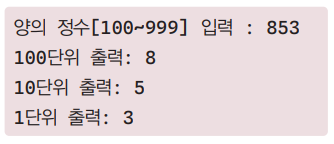 양의 정수[100~999] 입력 : 853
100단위 출력: 8
10단위 출력: 5
1단위 출력: 3